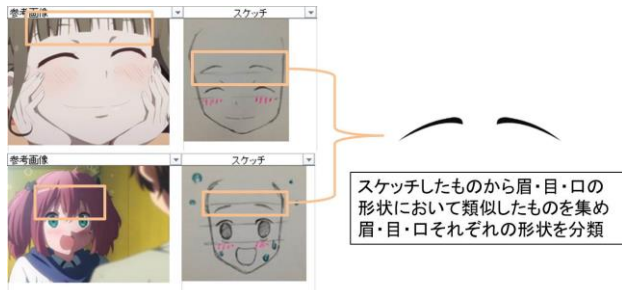 参考画像
スケッチ
参考画像
スケッチ
スケッチしたものから眉・目・口の
形状において類似したものを集め
眉・目・口それぞれの形状を分類